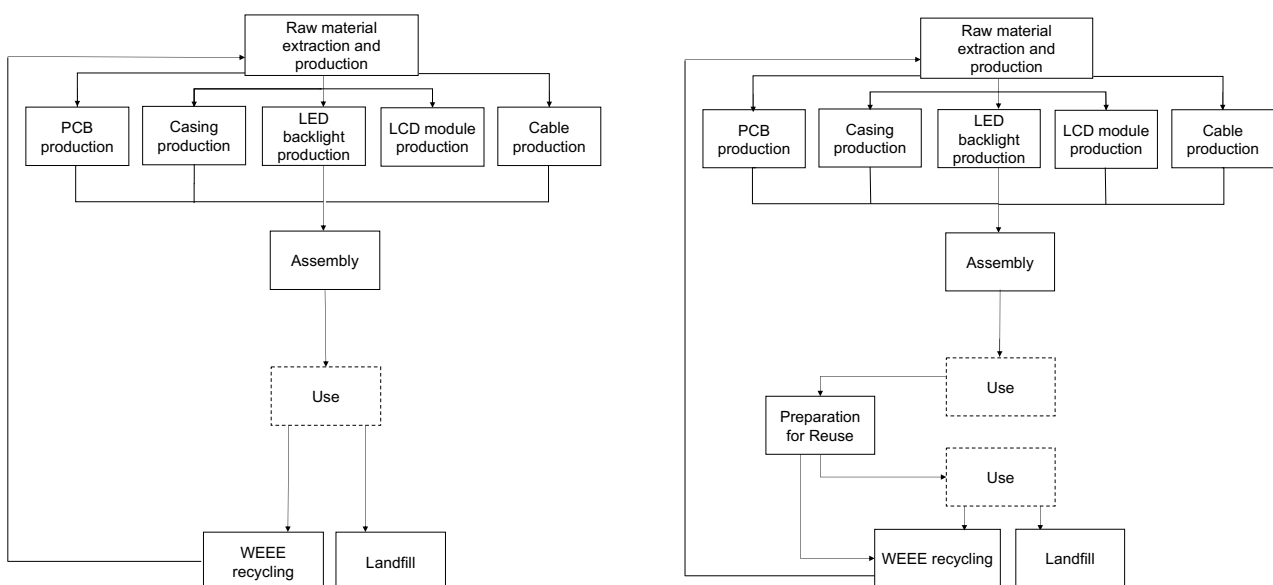 Raw material
extraction and
production
PCB
production
Casing
production
LED
backlight
production
LCD module
production
Cable
production
Assembly
Use
WEEE
recycling
Landfill
Raw material
extraction and
production
PCB
production
Casing
production
LED
backlight
production
LCD module
production
Cable
production
Assembly
Use
Preparation
for Reuse
Use
WEEE recycling
Landfill